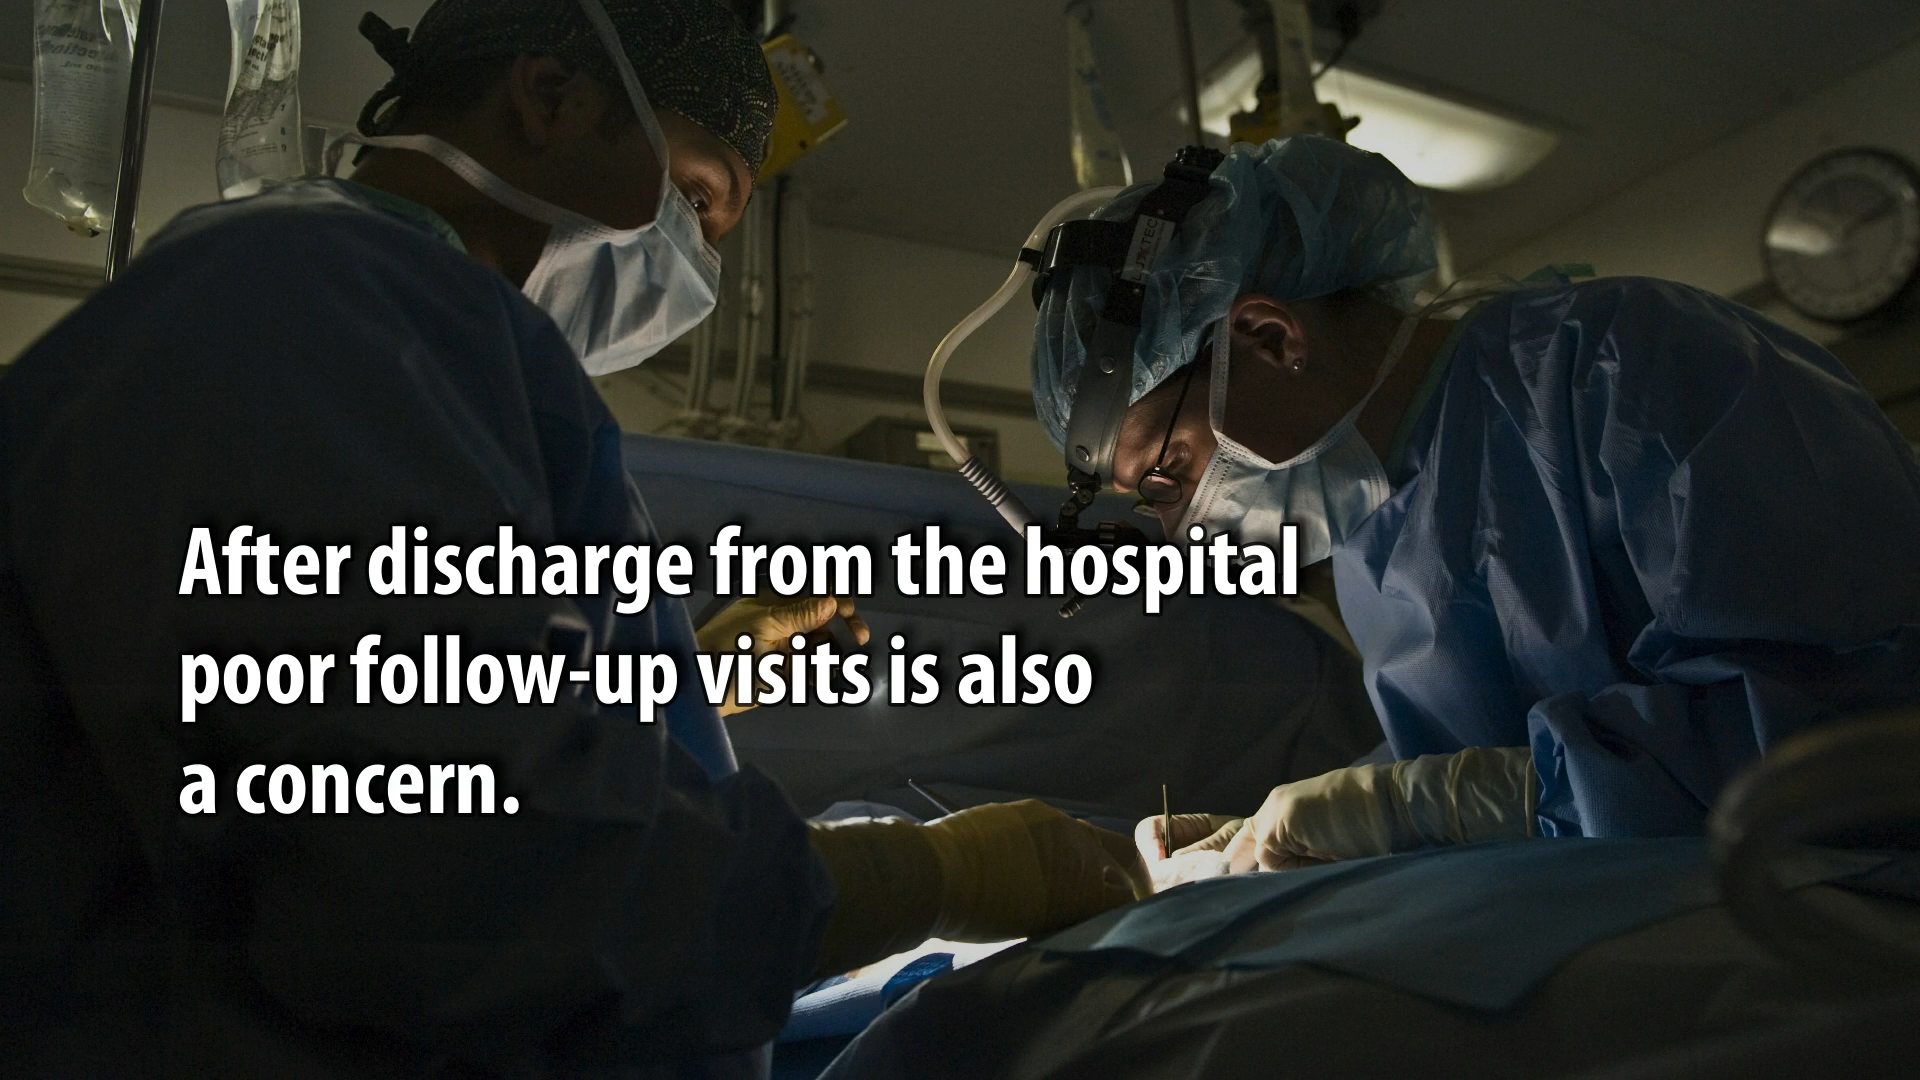 After discharge from the hospital
poor follow-up visits is also
a concern.